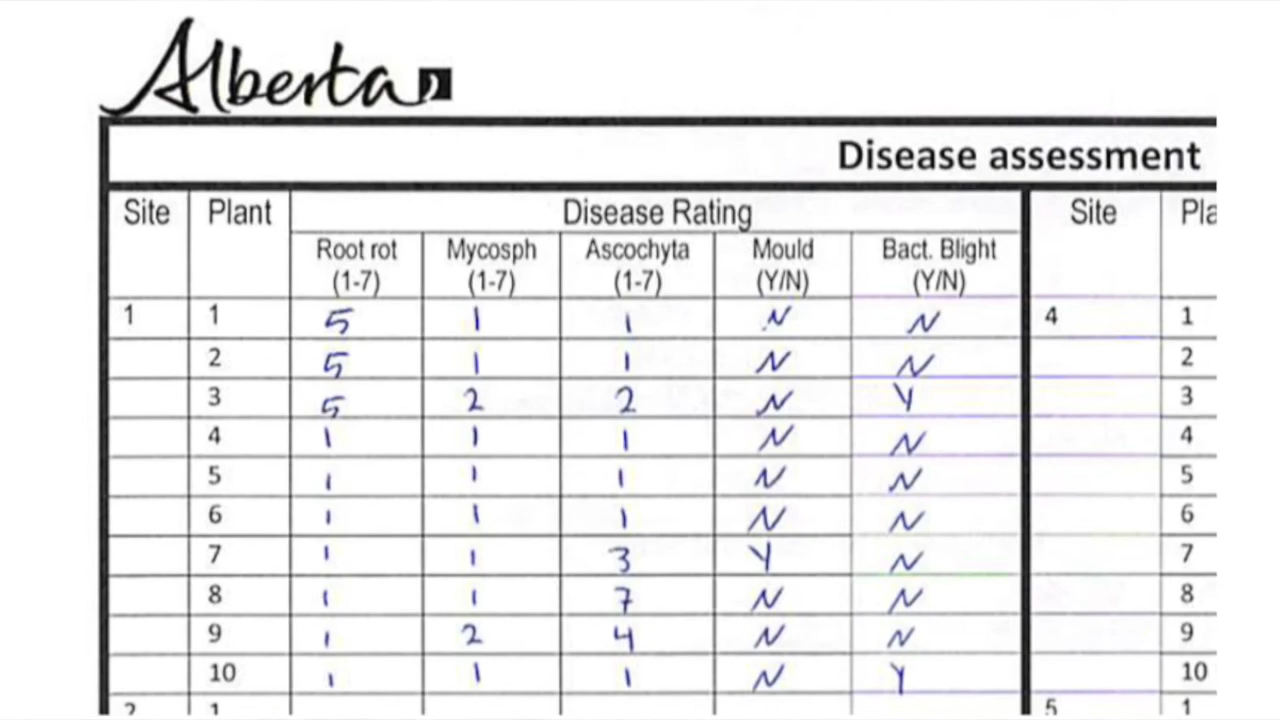 Alberta
Disease assessment
Site Plant Disease Rating Site Pla
Root rot Mycosph Ascochyta Mould Bact. Blight
(1-7) (1-7) (1-7) (Y/N) (Y/N)
1 1 5 1 1 N N 4 1
2 5 1 1 N N 2
3 5 2 2 N Y 3
4 1 1 1 N N 4
5 1 1 1 N N 5
6 1 1 1 N N 6
7 1 1 3 Y N 7
8 1 1 7 N N 8
9 1 2 4 N N 9
10 1 1 1 N Y 10
2 1 5 1